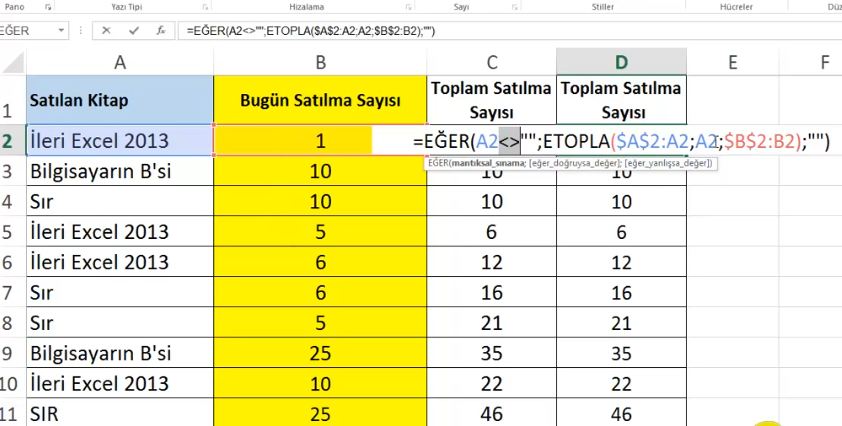 Pano Yazı Tipi Hizalama Sayı Stiller Hücreler
EĞER =EĞER(A2<>"";ETOPLA($A$2:A2;A2;$B$2:B2);"")
A B C D E F
1 Satılan Kitap Bugün Satılma Sayısı Toplam Satılma Sayısı Toplam Satılma Sayısı
2 İleri Excel 2013 1 =EĞER(A2<>"";ETOPLA($A$2:A2;A2;$B$2:B2);"")
EĞER(mantıksal_sınama; [eğer_doğruysa_değer]; [eğer_yanlışsa_değer])
3 Bilgisayarın B'si 10 10 10
4 Sır 10 10 10
5 İleri Excel 2013 5 6 6
6 İleri Excel 2013 6 12 12
7 Sır 6 16 16
8 Sır 5 21 21
9 Bilgisayarın B'si 25 35 35
10 İleri Excel 2013 10 22 22
11 SIR 25 46 46